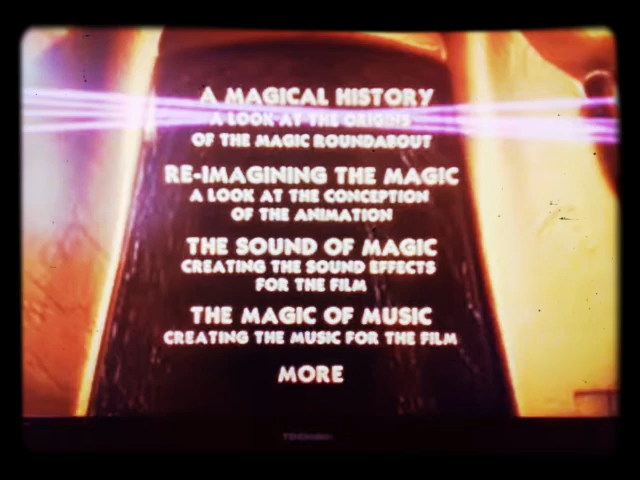 A MAGICAL HISTORY
A LOOK AT THE ORIGINS
OF THE MAGIC ROUNDABOUT
RE-IMAGINING THE MAGIC
A LOOK AT THE CONCEPTION
OF THE ANIMATION
THE SOUND OF MAGIC
CREATING THE SOUND EFFECTS
FOR THE FILM
THE MAGIC OF MUSIC
CREATING THE MUSIC FOR THE FILM
MORE